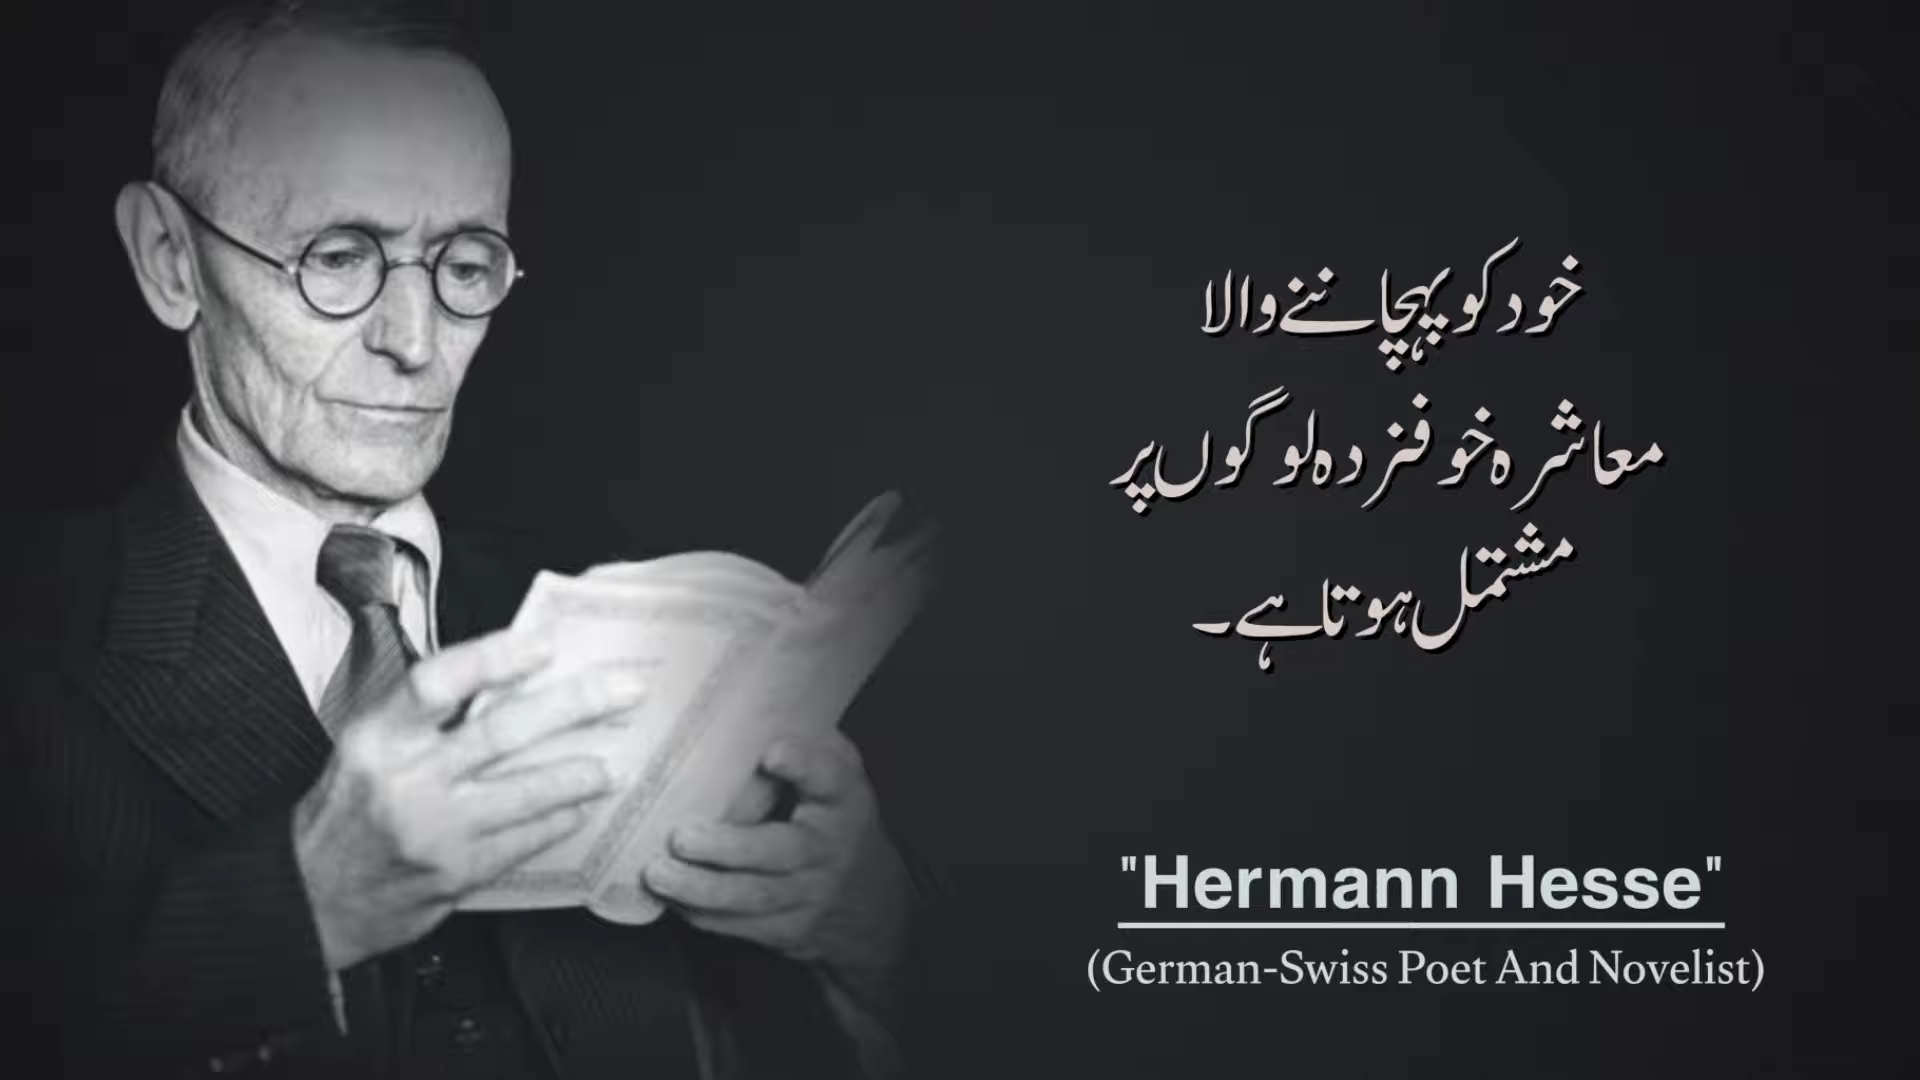 خود کو پہچاننے والا
معاشرہ خوفزدہ لوگوں پر
مشتمل ہوتا ہے۔
"Hermann Hesse"
(German-Swiss Poet And Novelist)